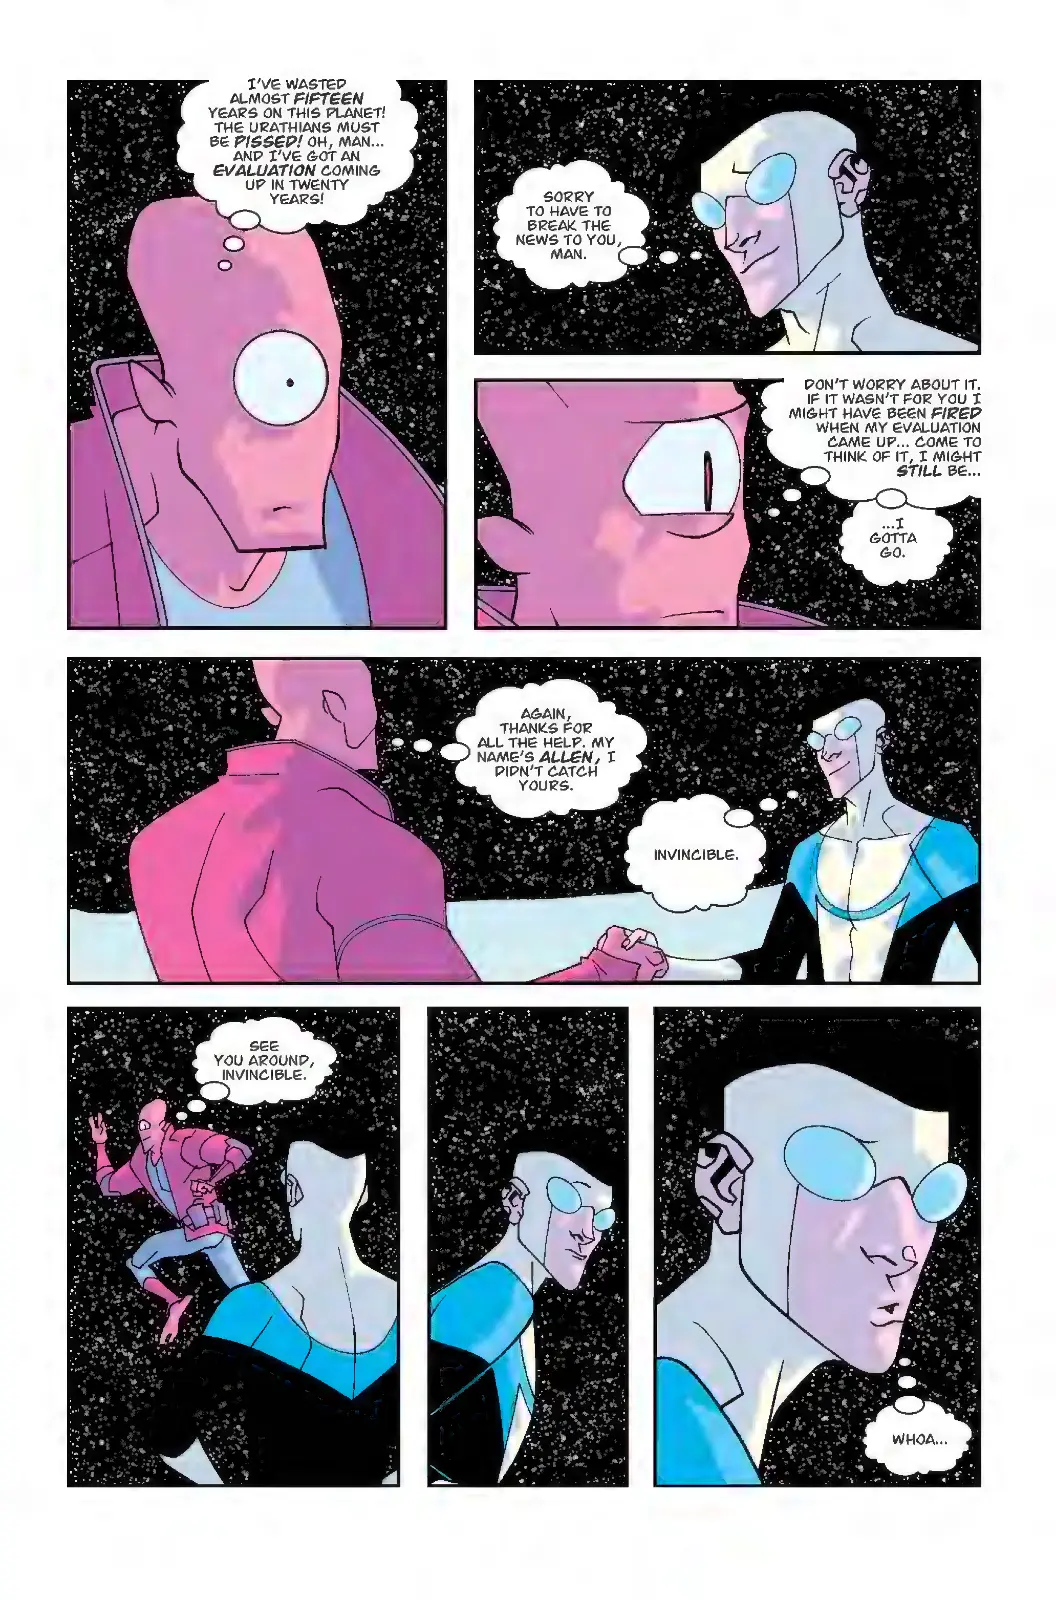 I'VE WASTED
ALMOST FIFTEEN
YEARS ON THIS PLANET!
THE URATHIANS MUST
BE PISSED! OH, MAN...
AND I'VE GOT AN
EVALUATION COMING
UP IN TWENTY
YEARS!
SORRY
TO HAVE TO
BREAK THE
NEWS TO YOU,
MAN.
DON'T WORRY ABOUT IT.
IF IT WASN'T FOR YOU I
MIGHT HAVE BEEN FIRED
WHEN MY EVALUATION
CAME UP... COME TO
THINK OF IT, I MIGHT
STILL BE...
...I
GOTTA
GO.
AGAIN,
THANKS FOR
ALL THE HELP. MY
NAME'S ALLEN, I
DIDN'T CATCH
YOURS.
INVINCIBLE.
SEE
YOU AROUND,
INVINCIBLE.
WHOA...